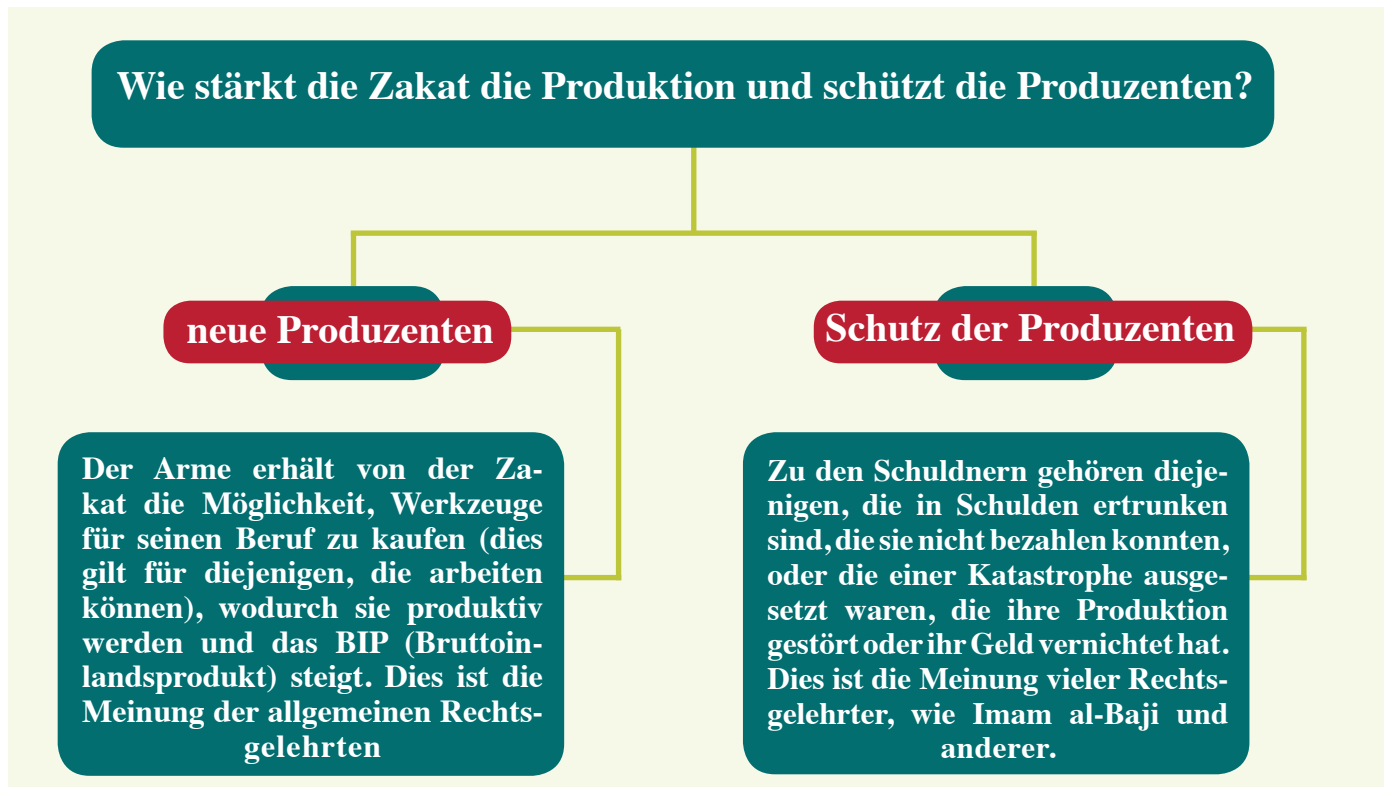 Wie stärkt die Zakat die Produktion und schützt die Produzenten?
neue Produzenten
Der Arme erhält von der Za-
kat die Möglichkeit, Werkzeuge
für seinen Beruf zu kaufen (dies
gilt für diejenigen, die arbeiten
können), wodurch sie produktiv
werden und das BIP (Bruttoin-
landsprodukt) steigt. Dies ist die
Meinung der allgemeinen Rechts-
gelehrten
Schutz der Produzenten
Zu den Schuldnern gehören dieje-
nigen, die in Schulden ertrunken
sind, die sie nicht bezahlen konnten,
oder die einer Katastrophe ausge-
setzt waren, die ihre Produktion
gestört oder ihr Geld vernichtet hat.
Dies ist die Meinung vieler Rechts-
gelehrter, wie Imam al-Baji und
anderer.